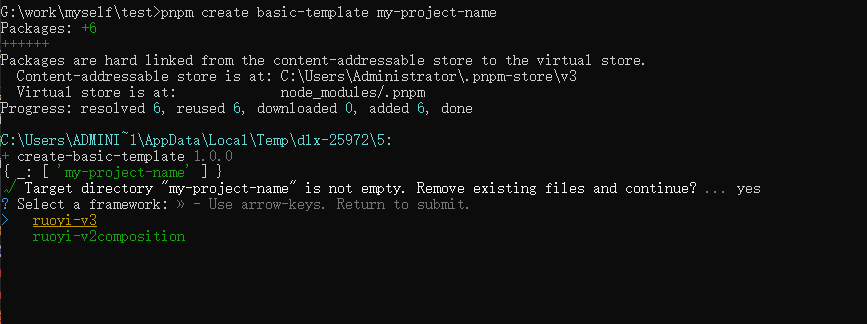 G:\work\myself\test>pnpm create basic-template my-project-name
Packages: +6
++++++
Packages are hard linked from the content-addressable store to the virtual store.
  Content-addressable store is at: C:\Users\Administrator\.pnpm-store\v3
  Virtual store is at:             node_modules/.pnpm
Progress: resolved 6, reused 6, downloaded 0, added 6, done

C:\Users\ADMINI~1\AppData\Local\Temp\dlx-25972\5:
+ create-basic-template 1.0.0
{ _: [ 'my-project-name' ] }
√ Target directory "my-project-name" is not empty. Remove existing files and continue? ... yes
? Select a framework: » - Use arrow-keys. Return to submit.
>   ruoyi-v3
    ruoyi-v2composition